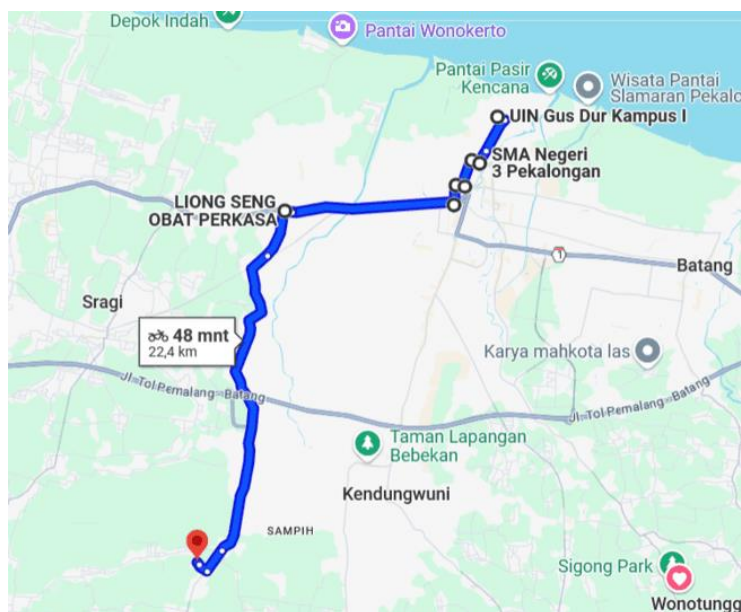 Depok Indah
Pantai Wonokerto
Pantai Pasir
Kencana
Wisata Pantai
Slamaran Pekalo
UIN Gus Dur Kampus I
SMA Negeri
3 Pekalongan
LIONG SENG
OBAT PERKASA
1
Batang
Sragi
48 mnt
22,4 km
Karya mahkota las
Jl. Tol Pemalang - Batang
Jl. Tol Pemalang - Batang
Taman Lapangan
Bebekan
Kendungwuni
SAMPIH
Sigong Park
Wonotungg